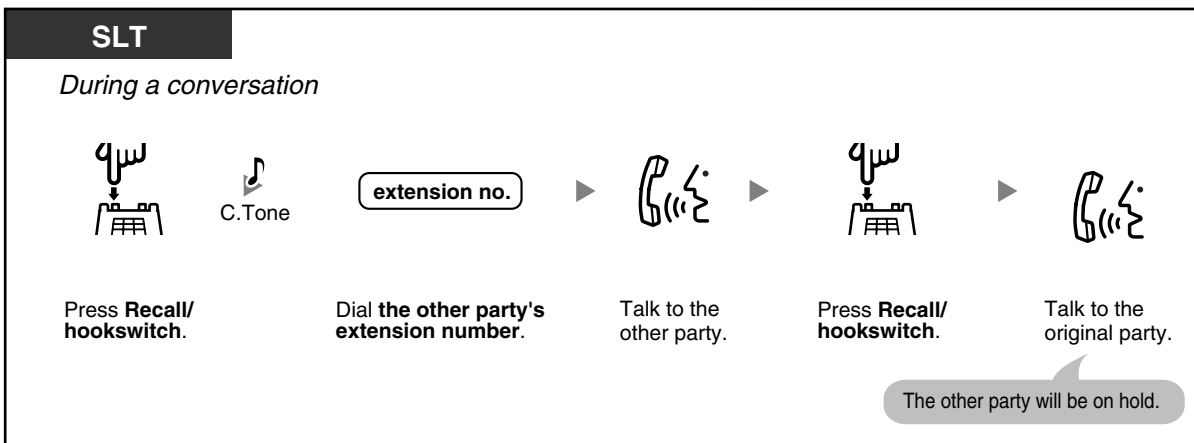 SLT
During a conversation
C.Tone
extension no.
Press Recall/
hookswitch.
Dial the other party's
extension number.
Talk to the
other party.
Press Recall/
hookswitch.
Talk to the
original party.
The other party will be on hold.